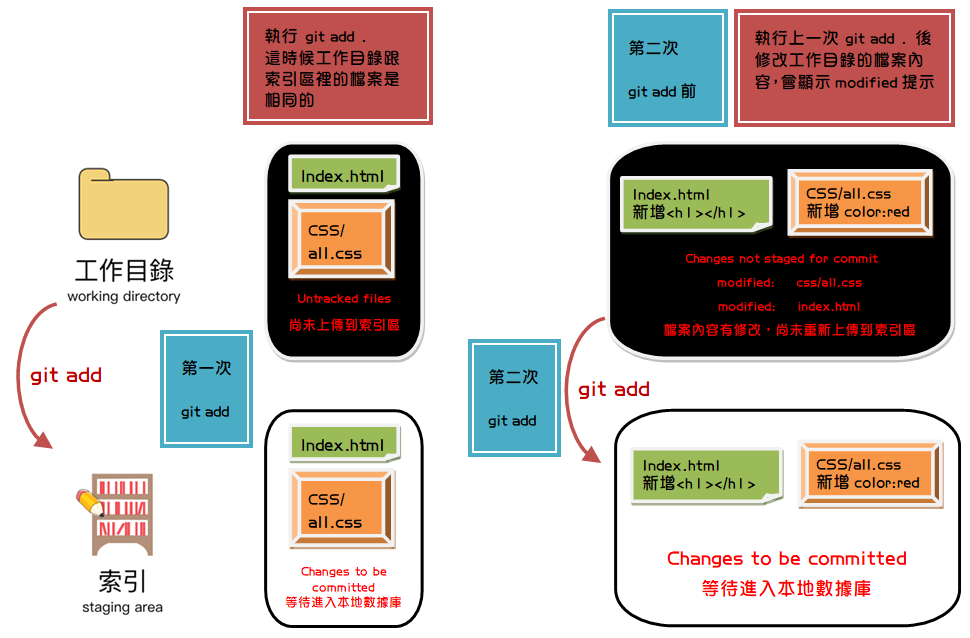 執行 git add .
這時候工作目錄跟
索引區裡的檔案是
相同的
第二次
git add 前
執行上一次 git add . 後
修改工作目錄的檔案內
容，會顯示 modified 提示
Index.html
CSS/
all.css
Untracked files
尚未上傳到索引區
Index.html
新增<h1></h1>
CSS/all.css
新增 color:red
Changes not staged for commit
modified: css/all.css
modified: index.html
檔案內容有修改，尚未重新上傳到索引區
工作目錄
working directory
git add
第一次
git add
第二次
git add
git add
Index.html
CSS/
all.css
Changes to be
committed
等待進入本地數據庫
Index.html
新增<h1></h1>
CSS/all.css
新增 color:red
Changes to be committed
等待進入本地數據庫
索引
staging area